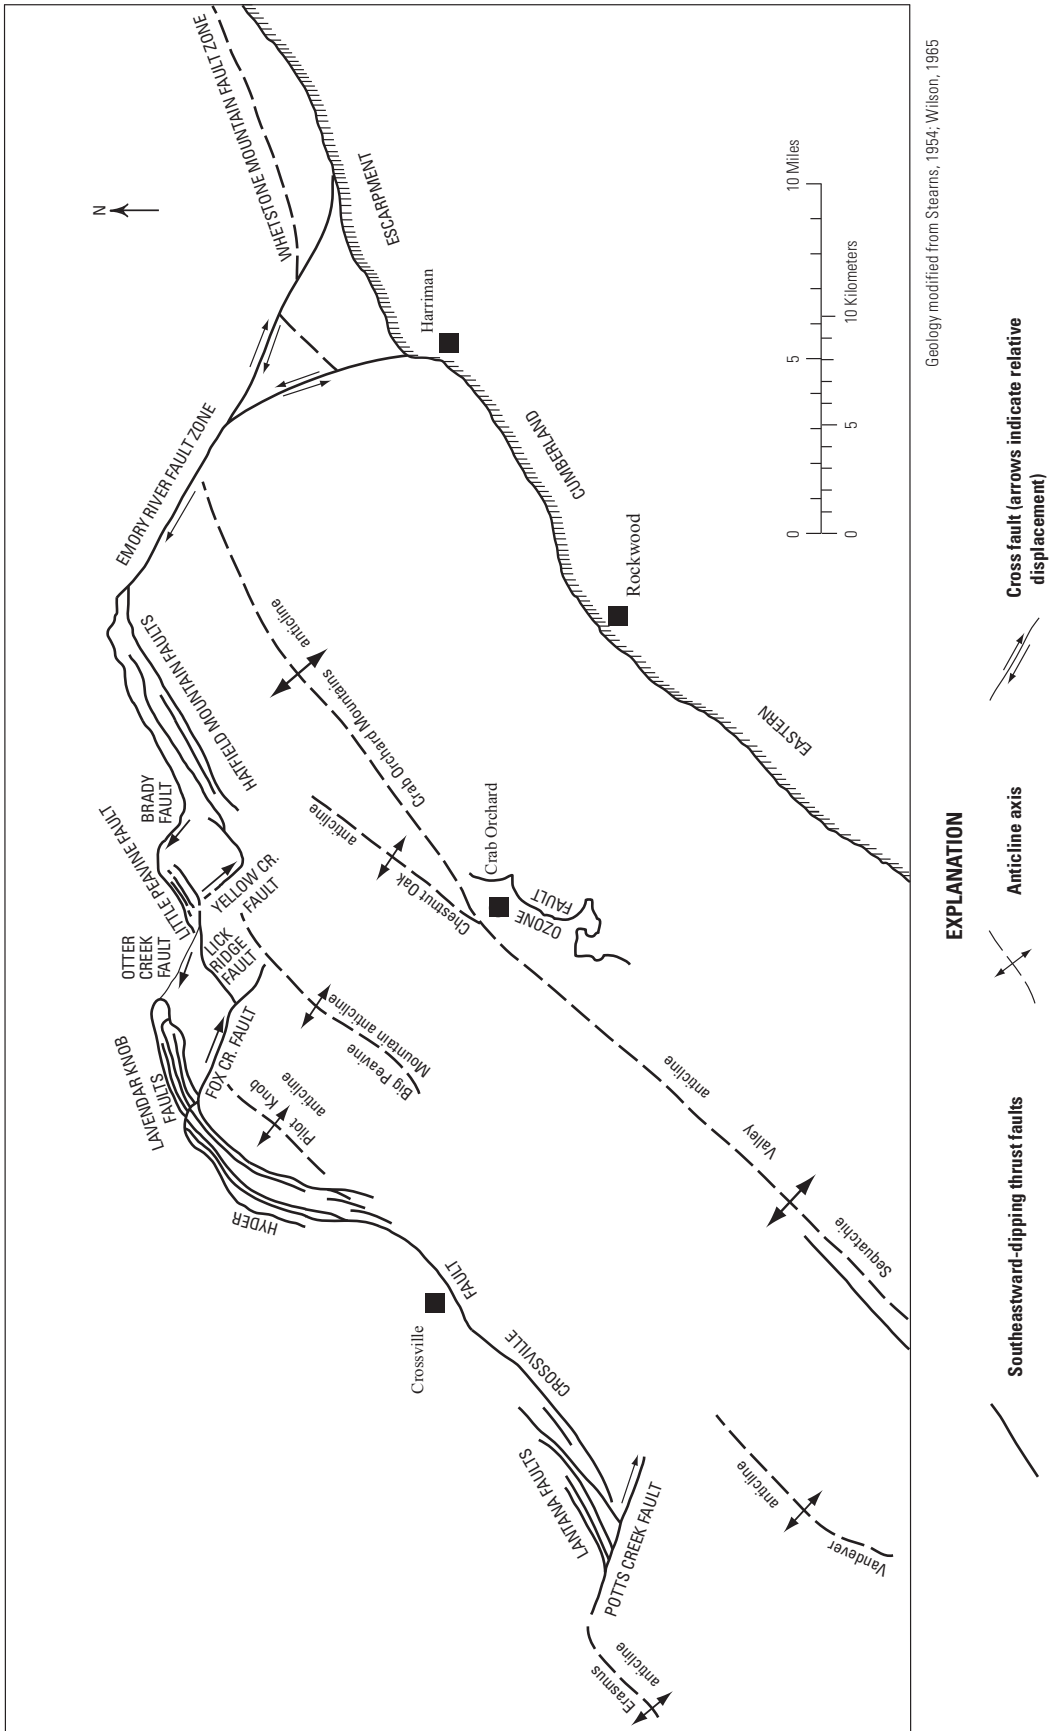 N
WHETSTONE MOUNTAIN FAULT ZONE
ESCARPMENT
Harriman
EMORY RIVER FAULT ZONE
CUMBERLAND
Rockwood
EASTERN
HATFIELD MOUNTAIN FAULTS
BRADY
FAULT
LITTLE PEAVINE FAULT
YELLOW CR.
FAULT
OTTER
CREEK
FAULT
LICK
RIDGE
FAULT
LAVENDAR KNOB
FAULTS
FOX CR. FAULT
HYDER
Pilot
Knob
anticline
Big Peavine
Mountain anticline
Chestnut Oak
anticline
Crab Orchard Mountains
anticline
Crab Orchard
OZONE
FAULT
Sequatchie
Valley
anticline
Crossville
CROSSVILLE
FAULT
LANTANA FAULTS
POTTS CREEK FAULT
Vandever
anticline
Erasmus
anticline
0
5
10 Miles
0
5
10 Kilometers
Geology modified from Stearns, 1954; Wilson, 1965
EXPLANATION
Southeastward-dipping thrust faults
Anticline axis
Cross fault (arrows indicate relative
displacement)